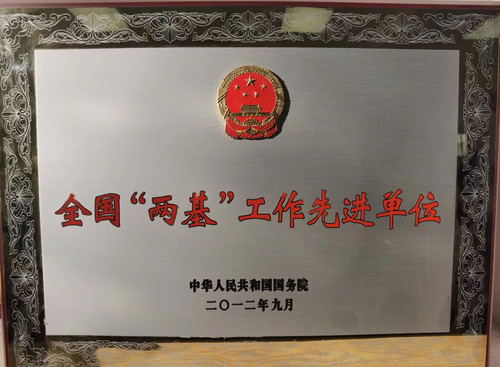 全国“两基”工作先进单位
中华人民共和国国务院
二〇一二年九月